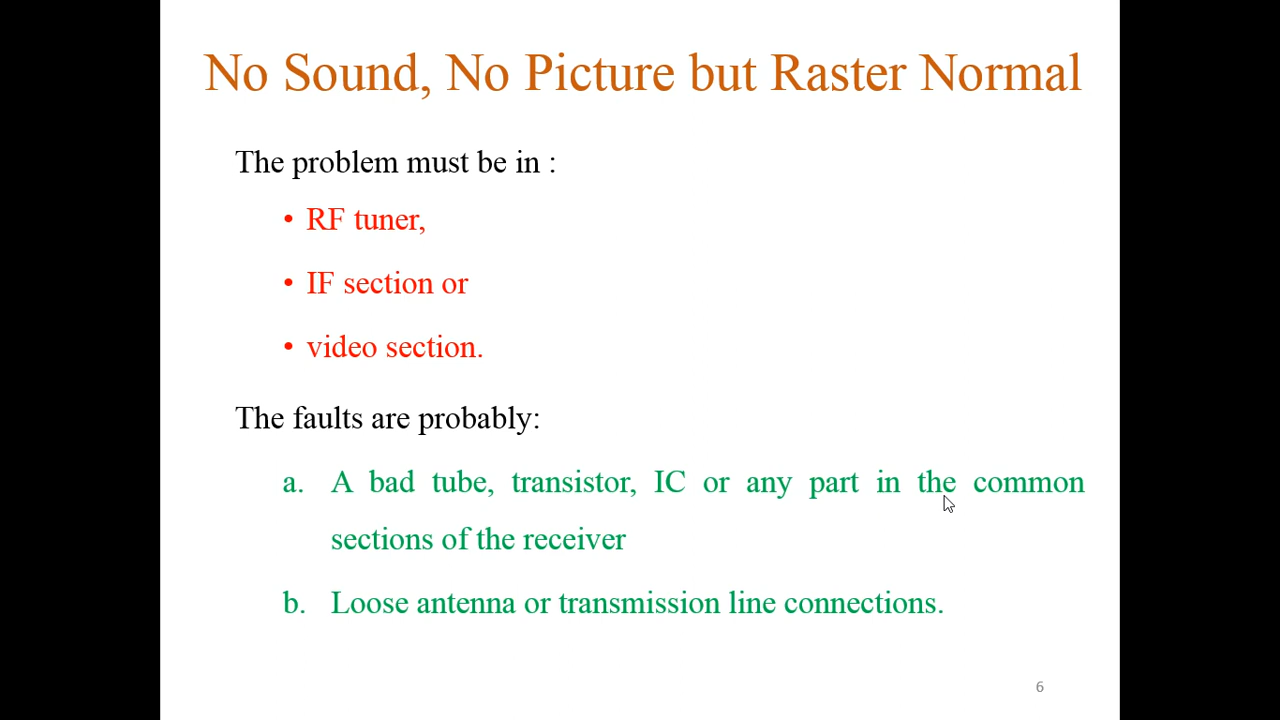 No Sound, No Picture but Raster Normal
The problem must be in :
• RF tuner,
• IF section or
• video section.
The faults are probably:
a. A bad tube, transistor, IC or any part in the common
sections of the receiver
b. Loose antenna or transmission line connections.
6